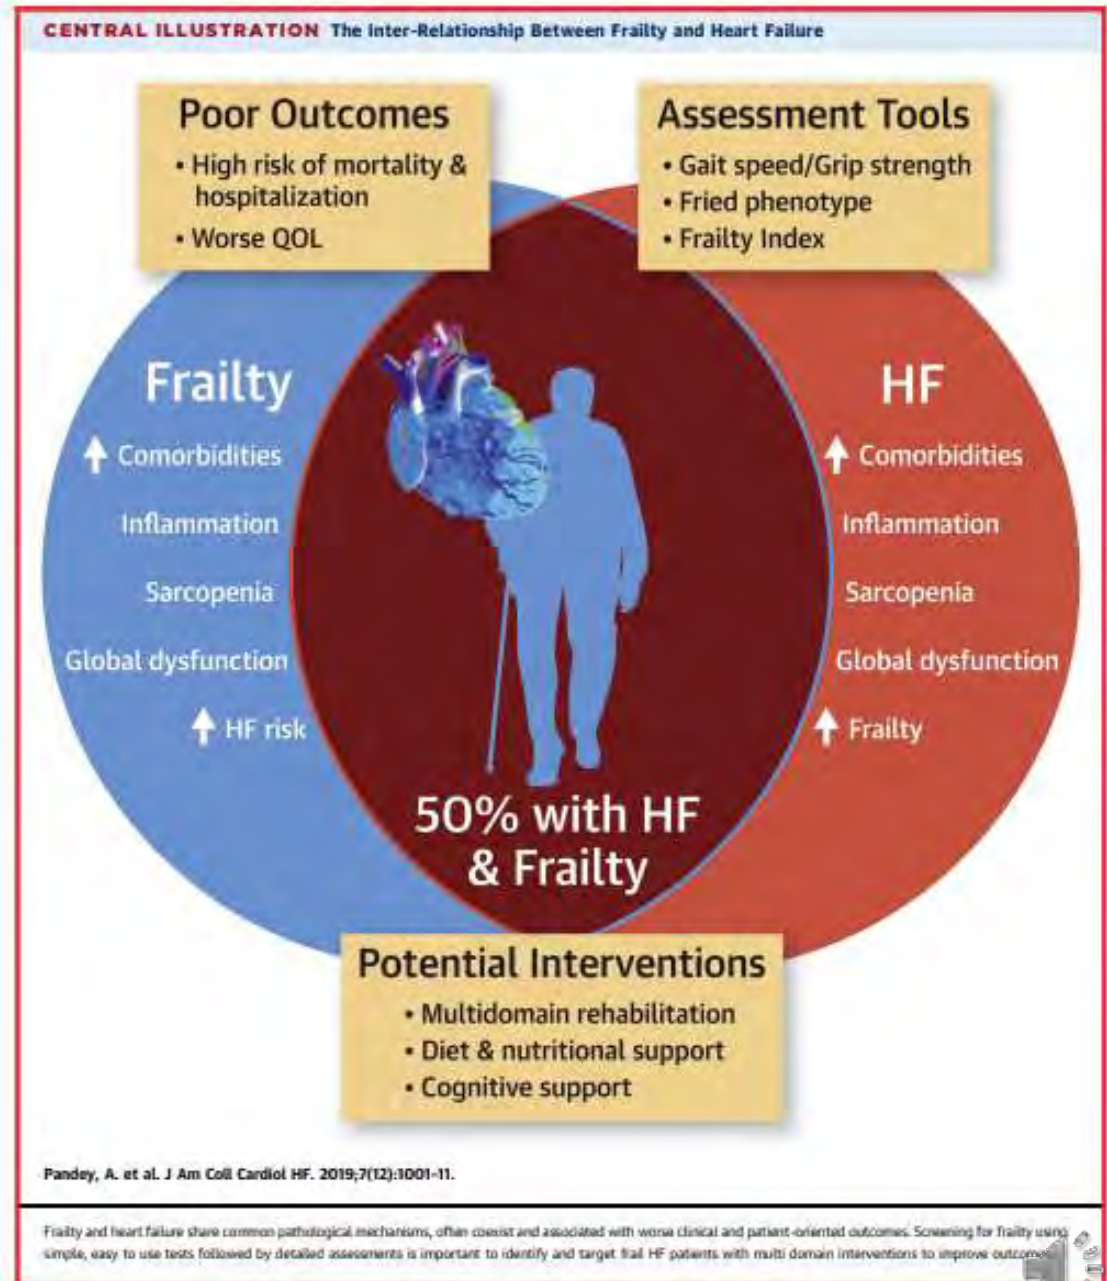 CENTRAL ILLUSTRATION The Inter-Relationship Between Frailty and Heart Failure
Poor Outcomes
• High risk of mortality &
hospitalization
• Worse QOL
Assessment Tools
• Gait speed/Grip strength
• Fried phenotype
• Frailty Index
Frailty
Comorbidities
Inflammation
Sarcopenia
Global dysfunction
HF risk
HF
Comorbidities
Inflammation
Sarcopenia
Global dysfunction
Frailty
50% with HF
& Frailty
Potential Interventions
• Multidomain rehabilitation
• Diet & nutritional support
• Cognitive support
Pandey, A. et al. J Am Coll Cardiol HF. 2019;7(12):1001-11.
Frailty and heart failure share common pathological mechanisms, often coexist and associated with worse clinical and patient-oriented outcomes. Screening for frailty using
simple, easy to use tests followed by detailed assessments is important to identify and target frail HF patients with multi domain interventions to improve